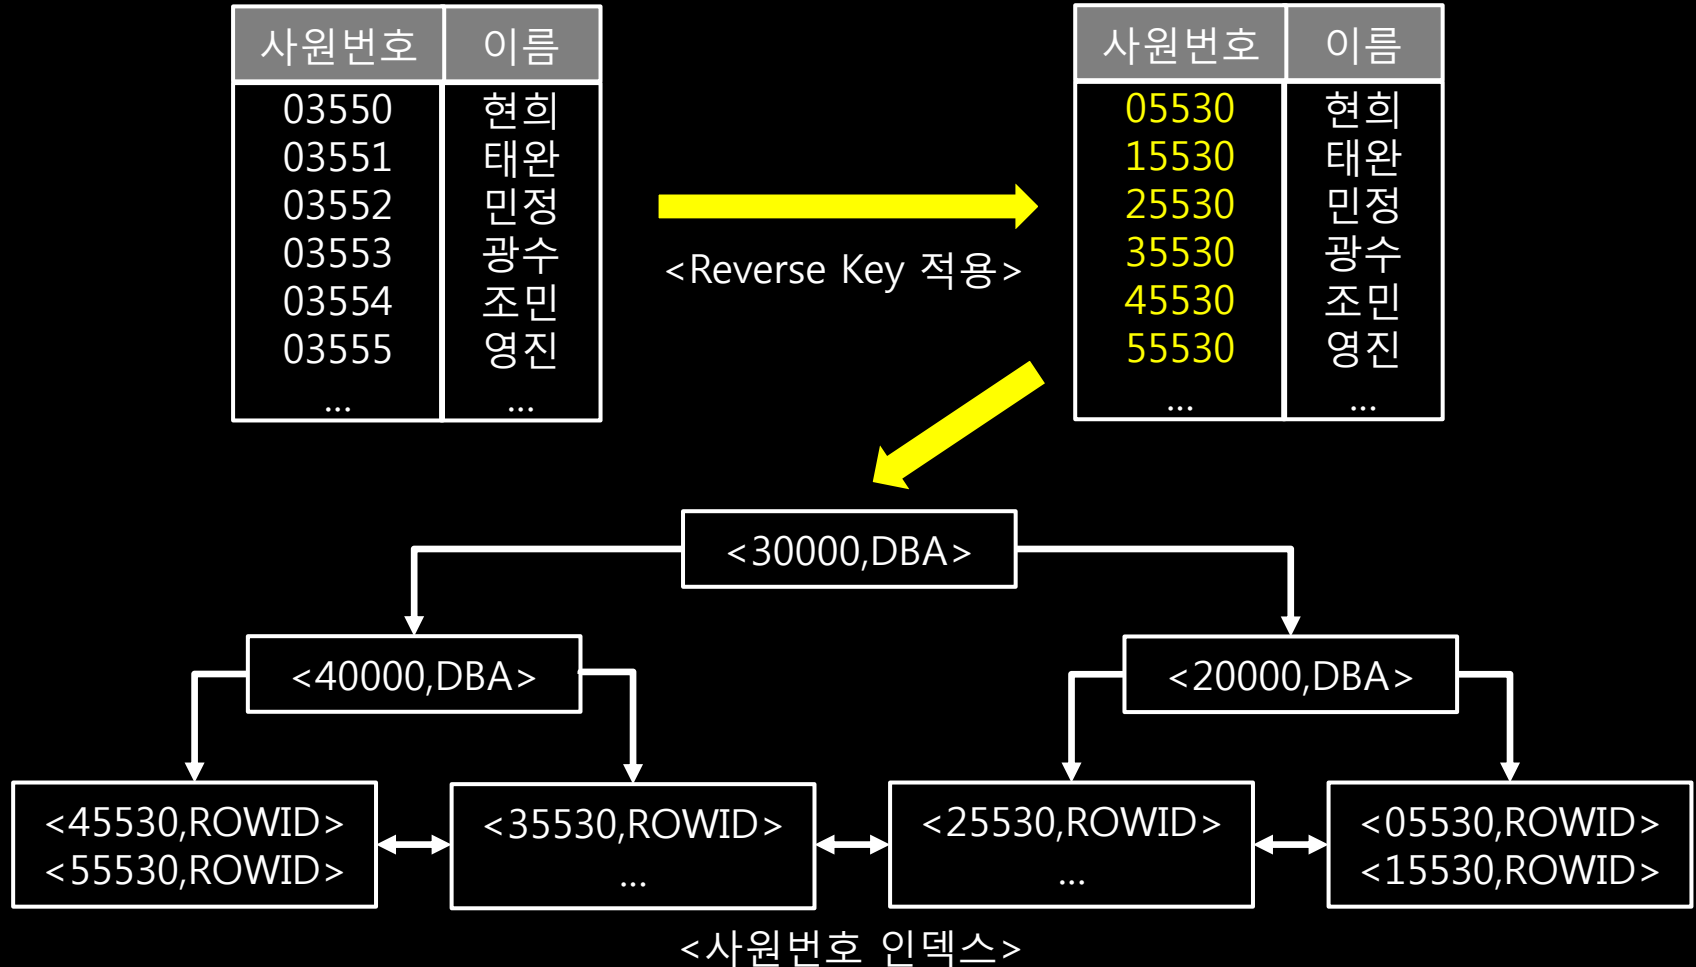 사원번호 이름
03550 현희
03551 태완
03552 민정
03553 광수
03554 조민
03555 영진
... ...
<Reverse Key 적용>
사원번호 이름
05530 현희
15530 태완
25530 민정
35530 광수
45530 조민
55530 영진
... ...
<30000,DBA>
<40000,DBA>
<20000,DBA>
<45530,ROWID>
<55530,ROWID>
<35530,ROWID>
...
<25530,ROWID>
...
<05530,ROWID>
<15530,ROWID>
<사원번호 인덱스>